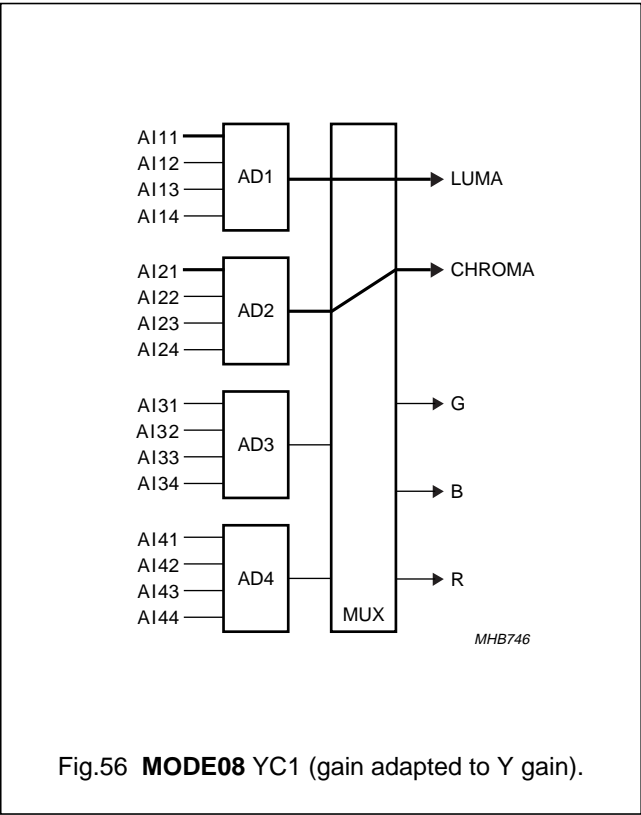 AI11
AI12
AI13
AI14
AD1
LUMA
AI21
AI22
AI23
AI24
AD2
CHROMA
AI31
AI32
AI33
AI34
AD3
G
B
AI41
AI42
AI43
AI44
AD4
R
MUX
MHB746
Fig.56 MODE08 YC1 (gain adapted to Y gain).